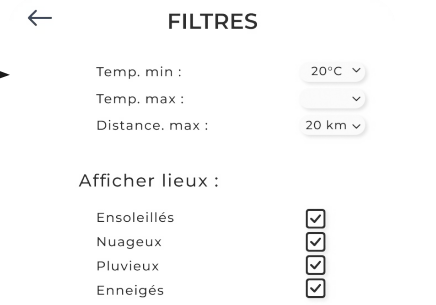 FILTRES
Temp. min : 20°C
Temp. max :
Distance. max : 20 km
Afficher lieux :
Ensoleillés
Nuageux
Pluvieux
Enneigés